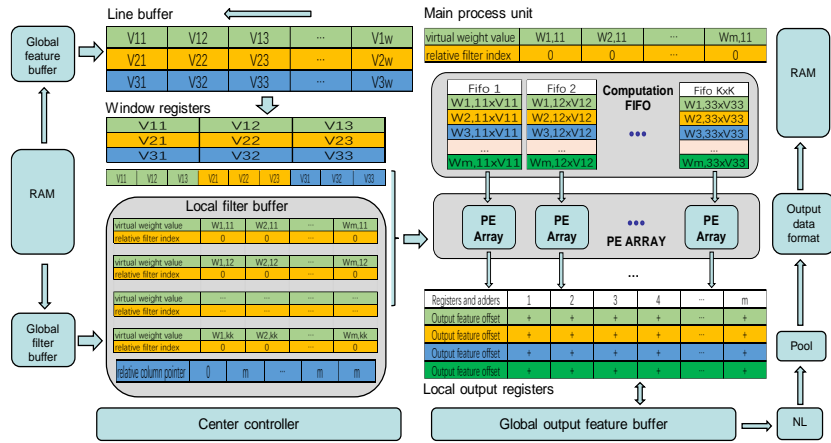 Line buffer
Global feature buffer
V11 V12 V13 ... V1w
V21 V22 V23 ... V2w
V31 V32 V33 ... V3w
Window registers
V11 V12 V13
V21 V22 V23
V31 V32 V33
V11 V12 V13 V21 V22 V23 V31 V32 V33
RAM
Local filter buffer
virtual weight value W1,11 W2,11 ... Wm,11
relative filter index 0 0 ... 0
virtual weight value W1,12 W2,12 ... Wm,12
relative filter index 0 0 ... 0
virtual weight value ... ... ... ...
relative filter index ... ... ... ...
virtual weight value W1,kk W2,kk ... Wm,kk
relative filter index 0 0 ... 0
relative column pointer 0 m ... m m
Global filter buffer
Center controller
Main process unit
virtual weight value W1,11 W2,11 ... Wm,11
relative filter index 0 0 ... 0
Fifo 1
W1,11xV11
W2,11xV11
W3,11xV11
...
Wm,11xV11
Fifo 2
W1,12xV12
W2,12xV12
W3,12xV12
...
Wm,12xV12
Computation FIFO
...
Fifo KxK
W1,33xV33
W2,33xV33
W3,33xV33
...
Wm,33xV33
PE Array
PE Array
...
PE ARRAY
PE Array
...
Registers and adders 1 2 3 4 ... m
Output feature offset + + + + ... +
Output feature offset + + + + ... +
Output feature offset + + + + ... +
Output feature offset + + + + ... +
Local output registers
Global output feature buffer
NL
Pool
Output data format
RAM